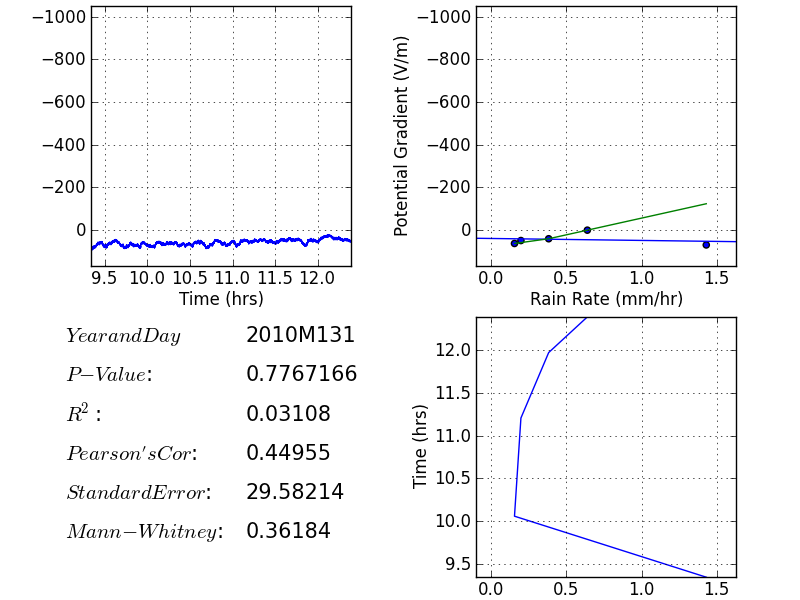 −1000
−800
−600
−400
−200
0
9.5 10.0 10.5 11.0 11.5 12.0
Time (hrs)
Potential Gradient (V/m)
−1000
−800
−600
−400
−200
0
0.0 0.5 1.0 1.5
Rain Rate (mm/hr)
YearandDay 2010M131
P−Value: 0.7767166
R²: 0.03108
Pearson'sCor: 0.44955
StandardError: 29.58214
Mann−Whitney: 0.36184
Time (hrs)
12.0
11.5
11.0
10.5
10.0
9.5
0.0 0.5 1.0 1.5